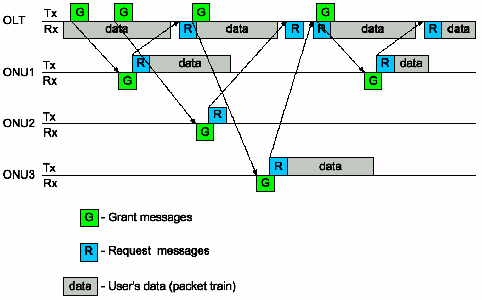 G G G G
OLT Tx
Rx data R data R R data R data
ONU1 Tx R data R data
Rx G G
ONU2 Tx R
Rx G
ONU3 Tx R data
Rx G
G - Grant messages
R - Request messages
data - User's data (packet train)